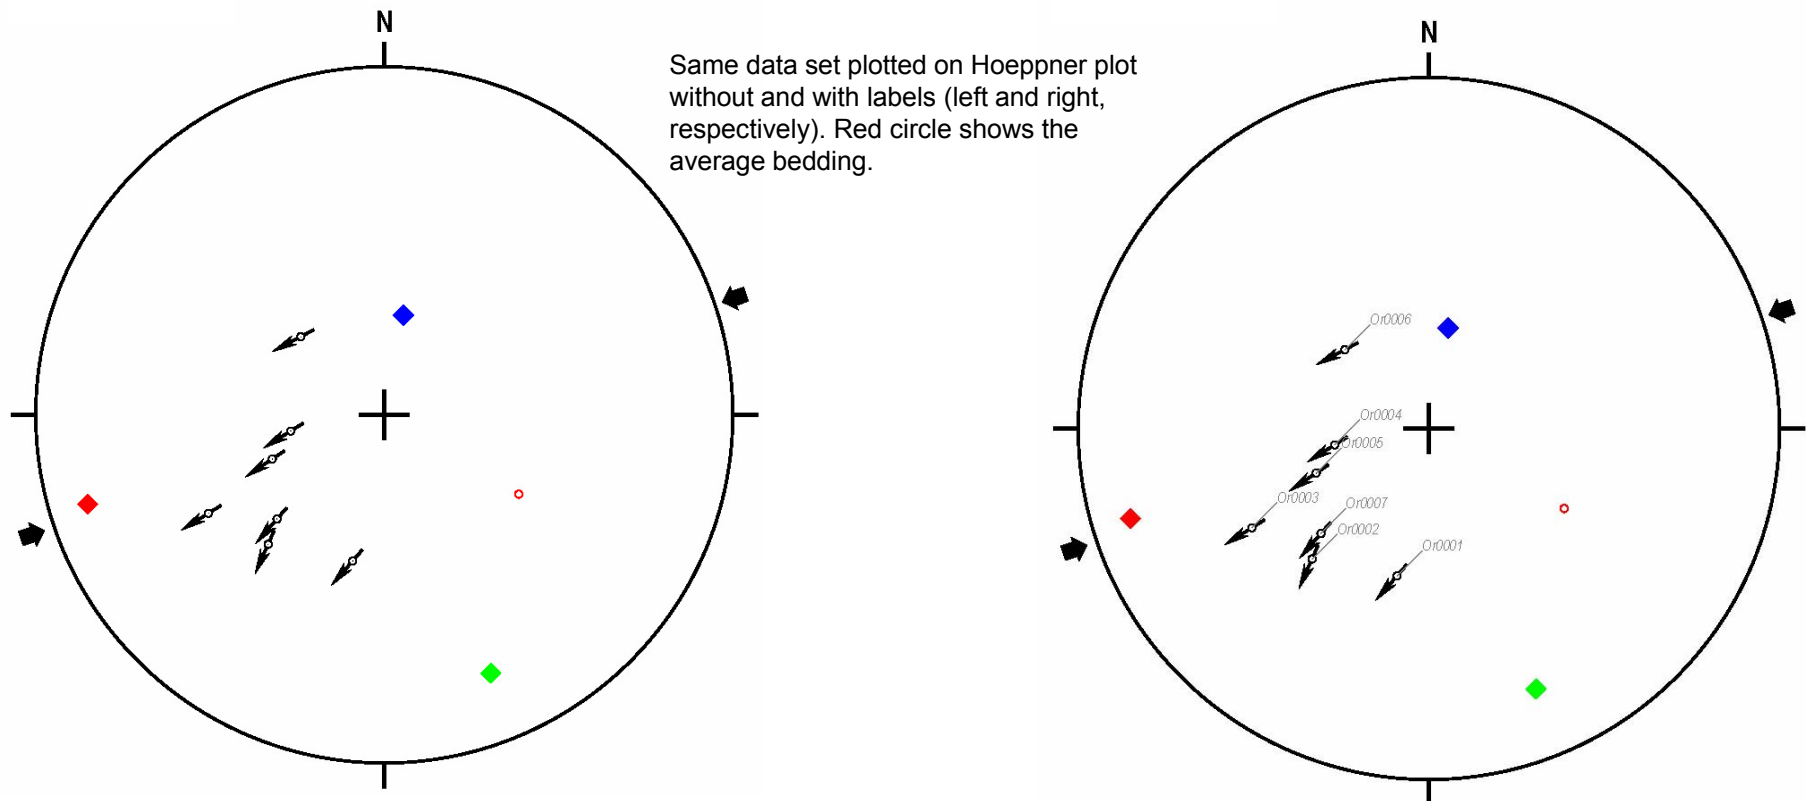 N
N
Same data set plotted on Hoeppner plot
without and with labels (left and right,
respectively). Red circle shows the
average bedding.
Or0006
Or0004
Or0005
Or0003
Or0007
Or0002
Or0001